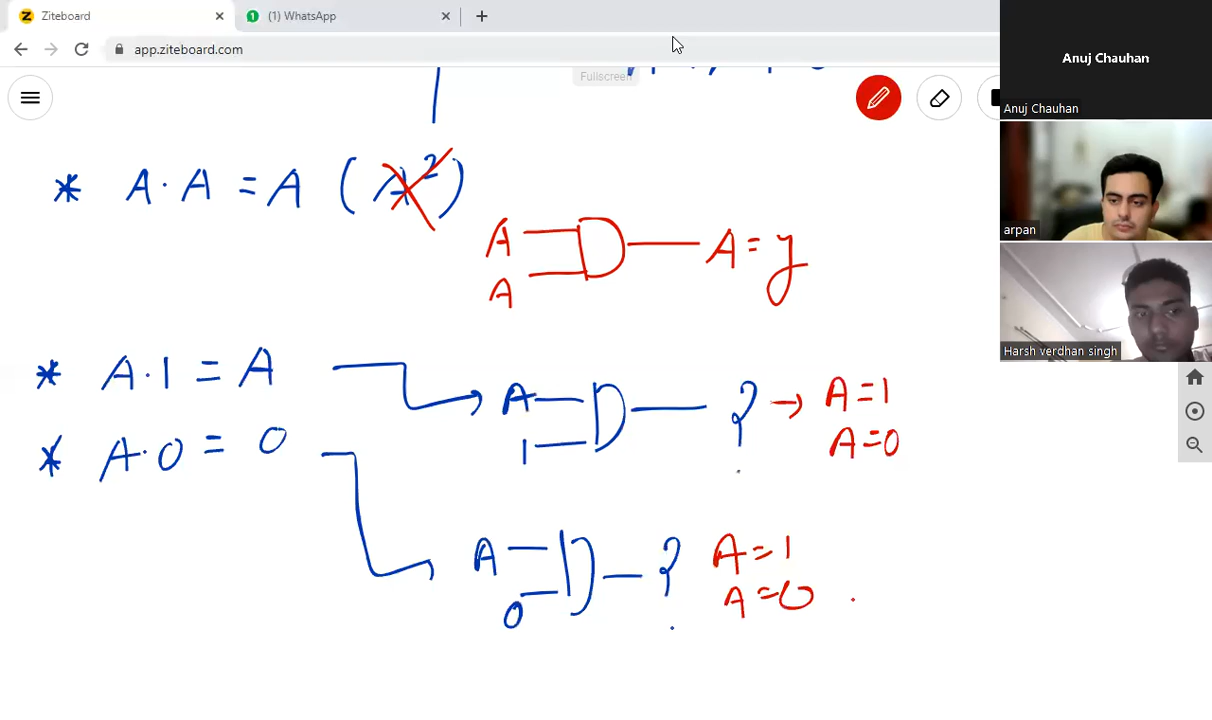 Ziteboard
(1) WhatsApp
app.ziteboard.com
Fullscreen
Anuj Chauhan
Anuj Chauhan
arpan
Harsh verdhan singh
* A·A = A (A²)
A
A
A = y
* A·1 = A
A
1
? → A=1
A=0
* A·0 = 0
A
0
? A=1
A=0